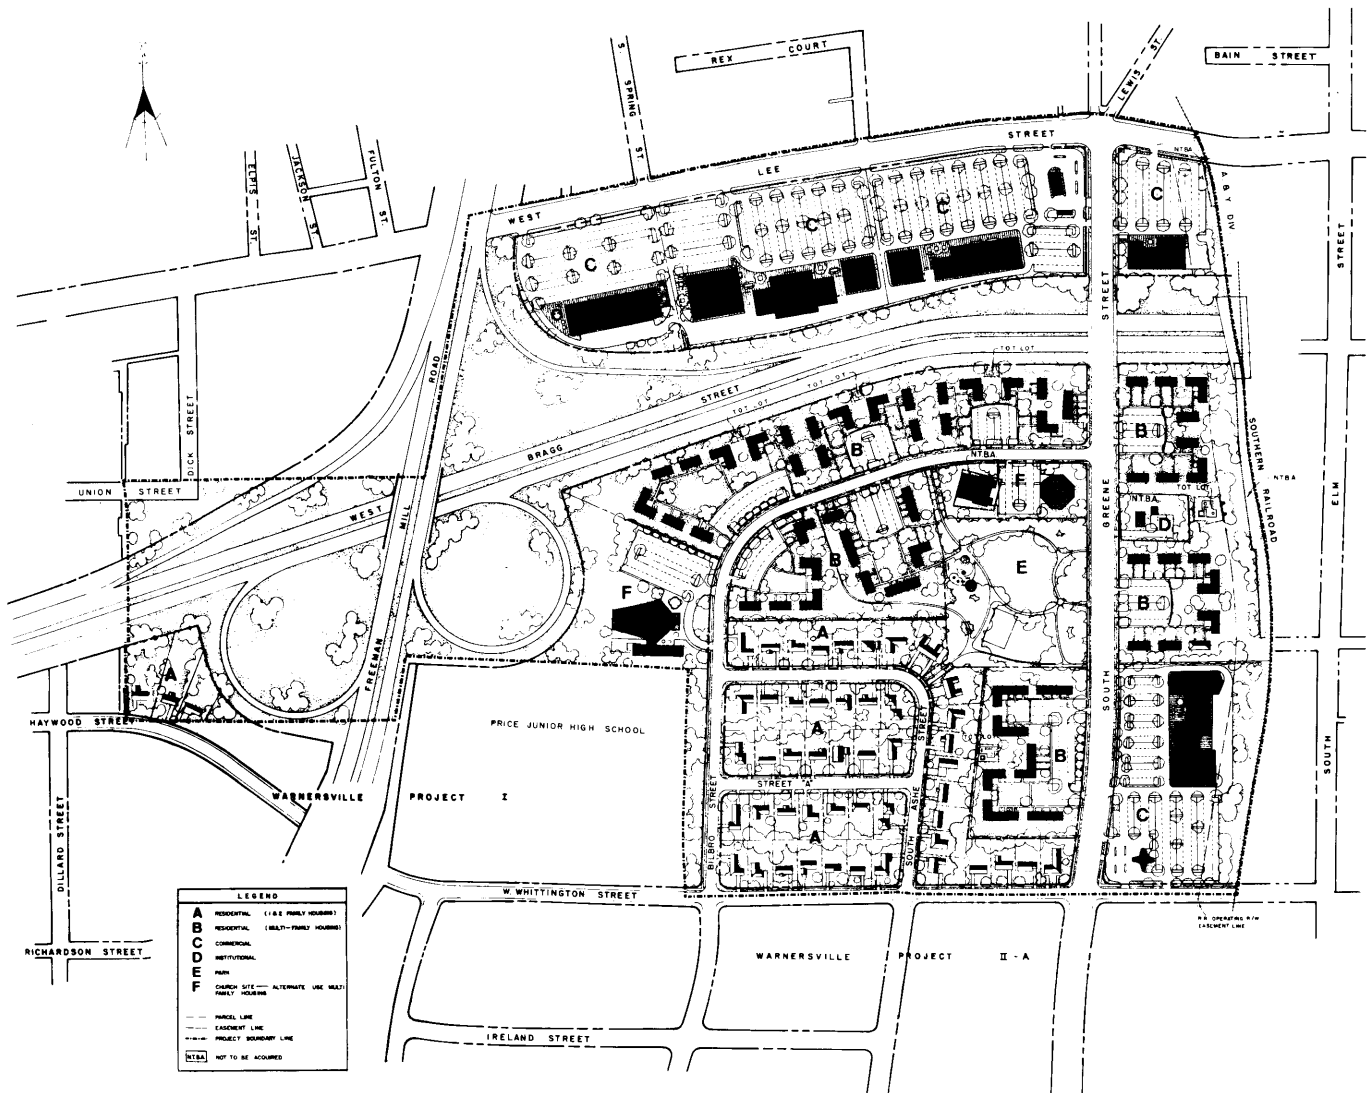 REX COURT
S. SPRING ST.
LEWIS ST.
BAIN STREET
ELPIS ST.
JACKSON ST.
FULTON ST.
WEST LEE STREET
NTBA
A B Y DIV
STREET
C
C
C
C
C
STREET
ROAD
DICK STREET
UNION STREET
WEST BRAGG STREET
TOT LOT
TOT LOT
TOT LOT
B
B
NTBA
F
TOT LOT
NTBA
D
SOUTHERN RAILROAD
NTBA
ELM
GREENE
MILL
FREEMAN
F
B
E
B
A
A
HAYWOOD STREET
PRICE JUNIOR HIGH SCHOOL
A
STREET
SOUTH
B
STREET "A"
SOUTH
WARNERSVILLE PROJECT I
BILBRO STREET
A
SOUTH ASHE
C
DILLARD STREET
W. WHITTINGTON STREET
R.R. OPERATING R/W
EASEMENT LINE
LEGEND
A RESIDENTIAL (1 & 2 FAMILY HOUSING)
B RESIDENTIAL (MULTI-FAMILY HOUSING)
C COMMERCIAL
D INSTITUTIONAL
E PARK
F CHURCH SITE — ALTERNATE USE MULTI
FAMILY HOUSING
PARCEL LINE
EASEMENT LINE
PROJECT BOUNDARY LINE
NTBA NOT TO BE ACQUIRED
RICHARDSON STREET
WARNERSVILLE PROJECT II-A
IRELAND STREET